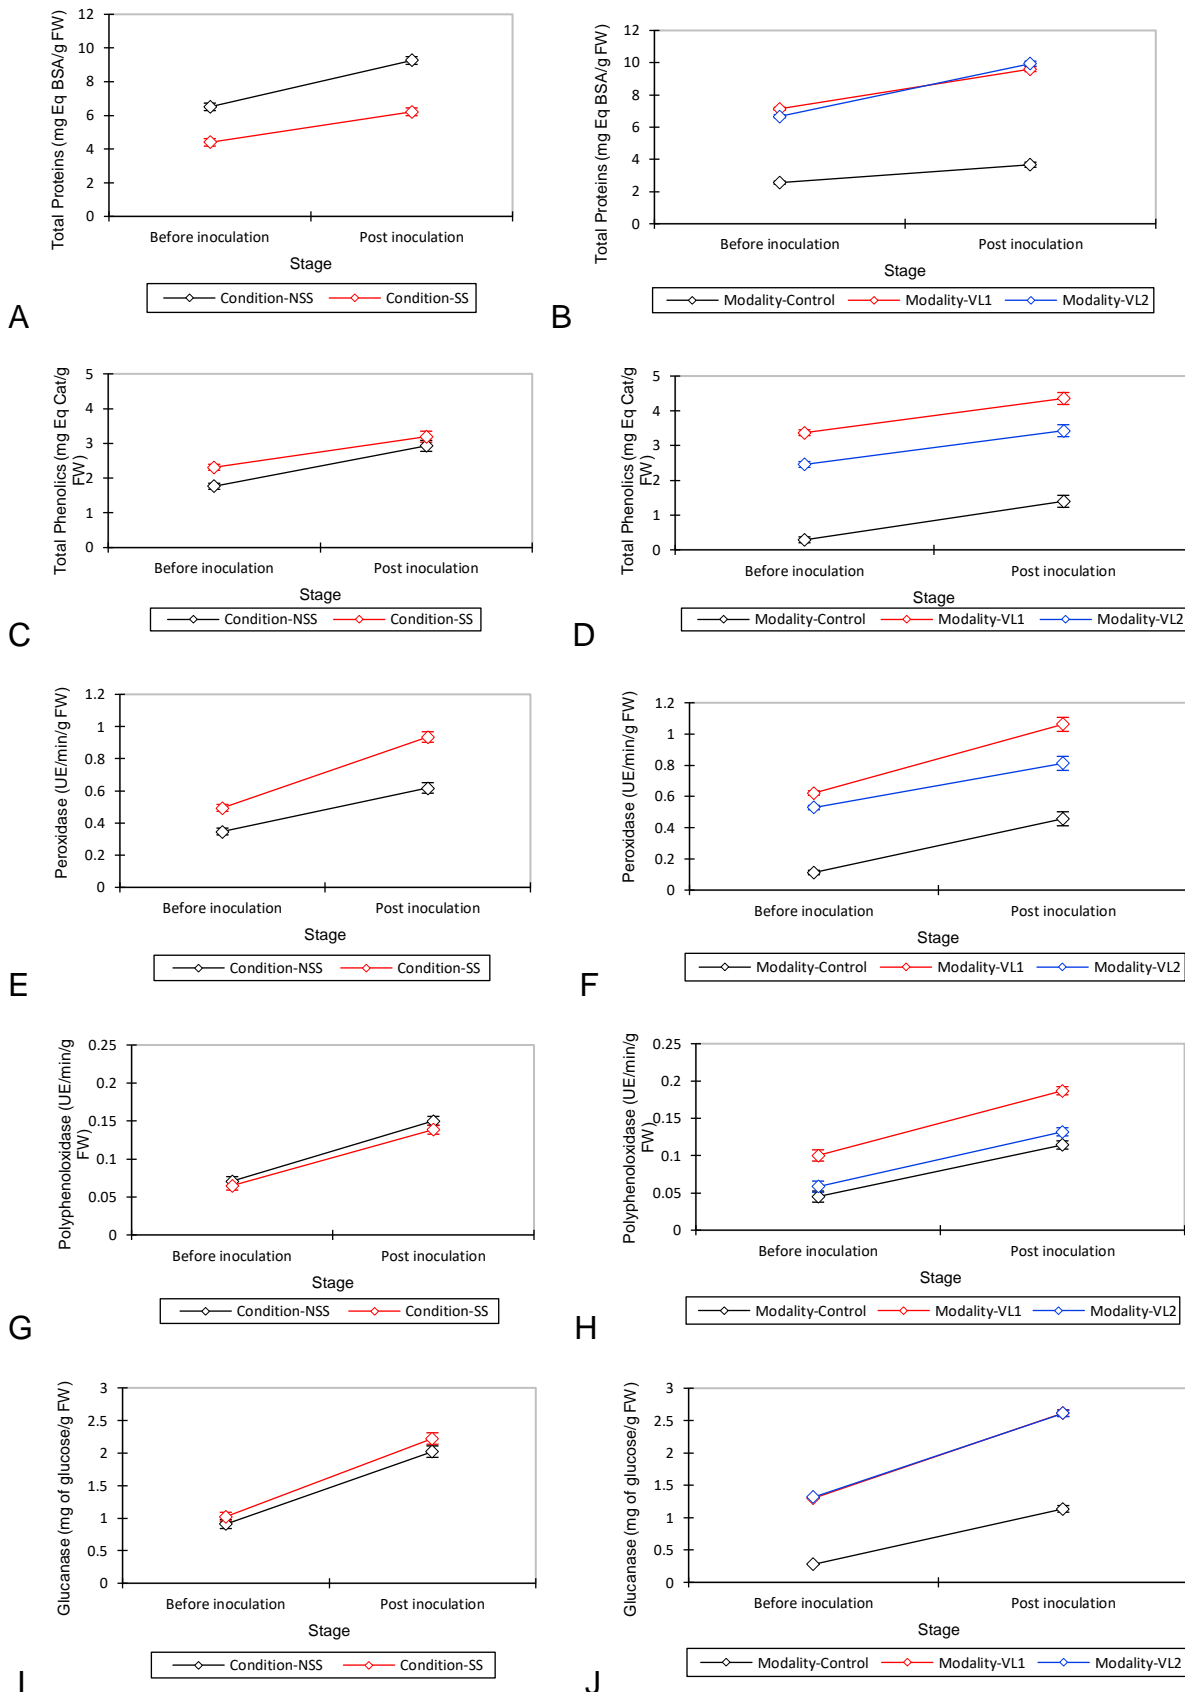 Total Proteins (mg Eq BSA/g FW)
12
10
8
6
4
2
0
Before inoculation
Post inoculation
Stage
Condition-NSS
Condition-SS
A
Total Proteins (mg Eq BSA/g FW)
12
10
8
6
4
2
0
Before inoculation
Post inoculation
Stage
Modality-Control
Modality-VL1
Modality-VL2
B
Total Phenolics (mg Eq Cat/g
FW)
5
4
3
2
1
0
Before inoculation
Post inoculation
Stage
Condition-NSS
Condition-SS
C
Total Phenolics (mg Eq Cat/g
FW)
5
4
3
2
1
0
Before inoculation
Post inoculation
Stage
Modality-Control
Modality-VL1
Modality-VL2
D
Peroxidase (UE/min/g FW)
1.2
1
0.8
0.6
0.4
0.2
0
Before inoculation
Post inoculation
Stage
Condition-NSS
Condition-SS
E
Peroxidase (UE/min/g FW)
1.2
1
0.8
0.6
0.4
0.2
0
Before inoculation
Post inoculation
Stage
Modality-Control
Modality-VL1
Modality-VL2
F
Polyphenoloxidase (UE/min/g
FW)
0.25
0.2
0.15
0.1
0.05
0
Before inoculation
Post inoculation
Stage
Condition-NSS
Condition-SS
G
Polyphenoloxidase (UE/min/g
FW)
0.25
0.2
0.15
0.1
0.05
0
Before inoculation
Post inoculation
Stage
Modality-Control
Modality-VL1
Modality-VL2
H
Glucanase (mg of glucose/g FW)
3
2.5
2
1.5
1
0.5
0
Before inoculation
Post inoculation
Stage
Condition-NSS
Condition-SS
I
Glucanase (mg of glucose/g FW)
3
2.5
2
1.5
1
0.5
0
Before inoculation
Post inoculation
Stage
Modality-Control
Modality-VL1
Modality-VL2
J